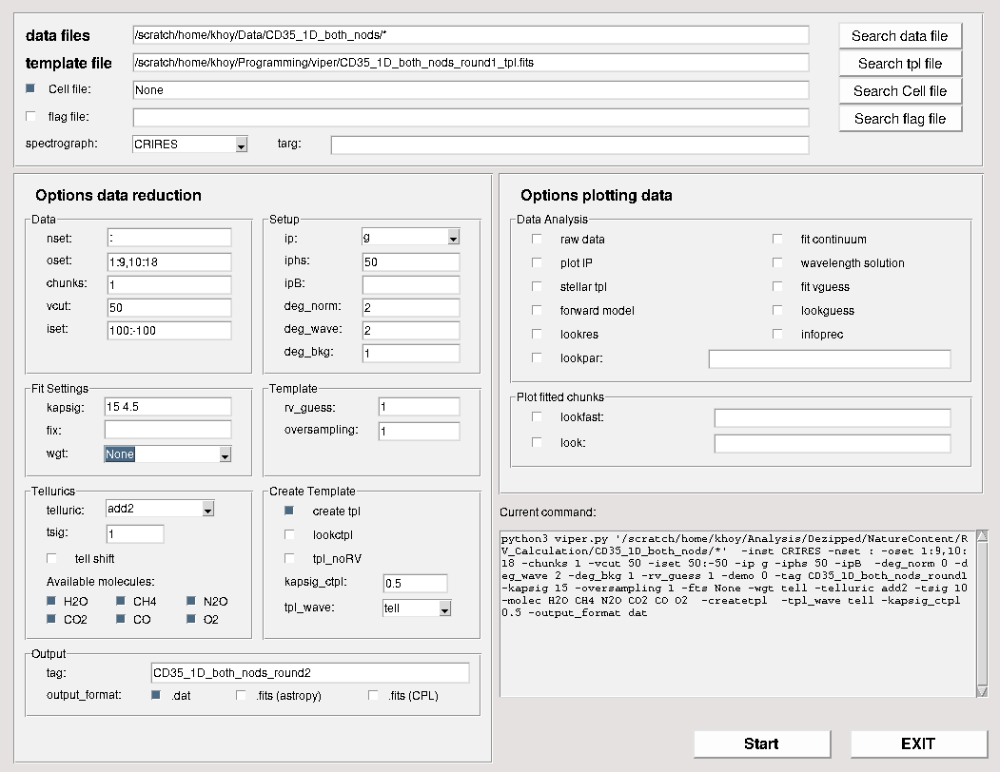 data files /scratch/home/khoy/Data/CD35_1D_both_nods/* Search data file
template file /scratch/home/khoy/Programming/viper/CD35_1D_both_nods_round1_tpl.fits Search tpl file
Cell file: None Search Cell file
flag file: Search flag file
spectrograph: CRIRES targ:
Options data reduction
Data
nset: :
oset: 1:9,10:18
chunks: 1
vcut: 50
iset: 100:-100
Setup
ip: g
iphs: 50
ipB:
deg_norm: 2
deg_wave: 2
deg_bkg: 1
Fit Settings
kapsig: 15 4.5
fix:
wgt: None
Template
rv_guess: 1
oversampling: 1
Tellurics
telluric: add2
tsig: 1
tell shift
Available molecules:
H2O CH4 N2O
CO2 CO O2
Create Template
create tpl
lookctpl
tpl_noRV
kapsig_ctpl: 0.5
tpl_wave: tell
Output
tag: CD35_1D_both_nods_round2
output_format: .dat .fits (astropy) .fits (CPL)
Options plotting data
Data Analysis
raw data fit continuum
plot IP wavelength solution
stellar tpl fit vguess
forward model lookguess
lookres infoprec
lookpar:
Plot fitted chunks
lookfast:
look:
Current command:
python3 viper.py '/scratch/home/khoy/Analysis/Dezipped/NatureContent/R
V_Calculation/CD35_1D_both_nods/*' -inst CRIRES -nset : -oset 1:9,10:
18 -chunks 1 -vcut 50 -iset 50:-50 -ip g -iphs 50 -ipB  -deg_norm 0 -d
eg_wave 2 -deg_bkg 1 -rv_guess 1 -demo 0 -tag CD35_1D_both_nods_round1
-kapsig 15 -oversampling 1 -fts None -wgt tell -telluric add2 -tsig 10
-molec H2O CH4 N2O CO2 CO O2  -createtpl  -tpl_wave tell -kapsig_ctpl
0.5 -output_format dat
Start EXIT